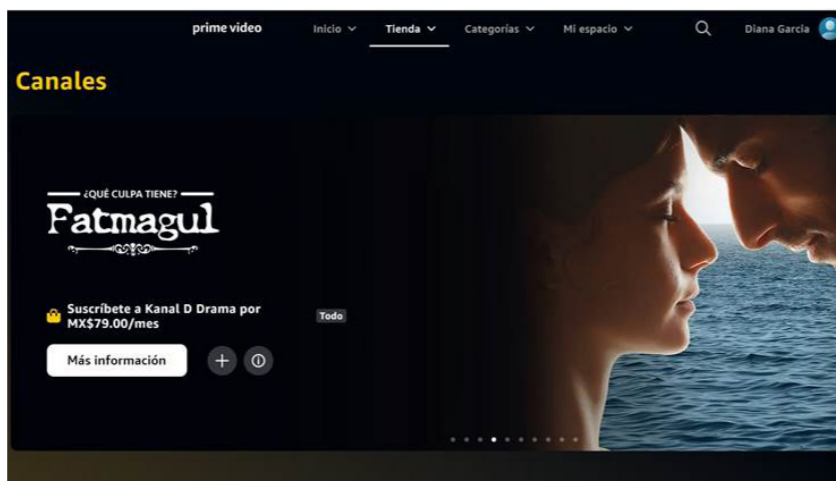 prime video Inicio Tienda Categorías Mi espacio Diana Garcia
Canales
¿QUÉ CULPA TIENE?
Fatmagul
Suscríbete a Kanal D Drama por
MX$79.00/mes
Todo
Más información